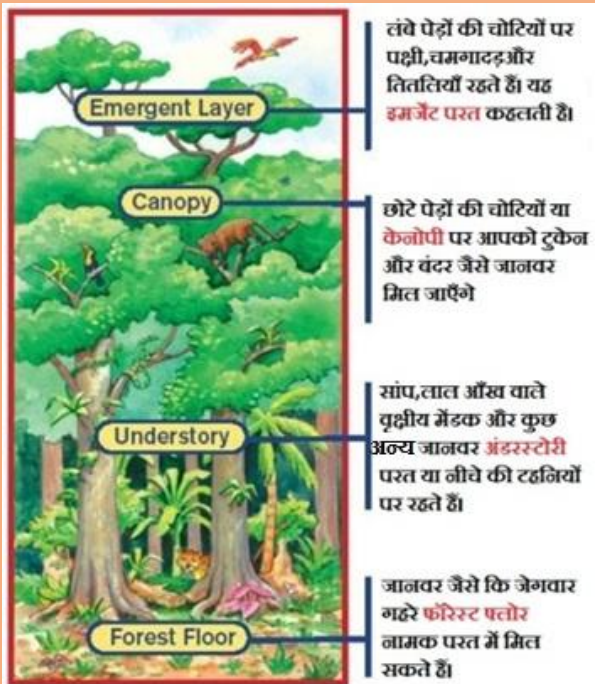 Emergent Layer
लंबे पेड़ों की चोटियों पर
पक्षी,चमगादड़और
तितलियाँ रहते हैं। यह
इमर्जेंट परत कहलती है।
Canopy
छोटे पेड़ों की चोटियों या
केनोपी पर आपको टुकेन
और बंदर जैसे जानवर
मिल जाएँगे
Understory
सांप,लाल आँख वाले
वृक्षीय मेंडक और कुछ
अन्य जानवर अंडरस्टोरी
परत या नीचे की टहनियों
पर रहते हैं।
Forest Floor
जानवर जैसे कि जेगवार
गहरे फॉरेस्ट फ्लोर
नामक परत में मिल
सकते हैं।